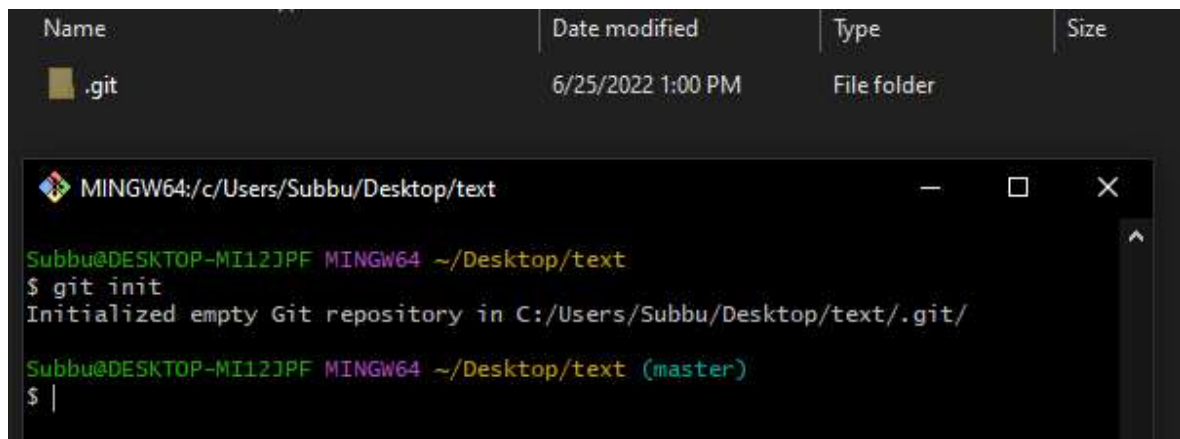 Name Date modified Type Size
.git 6/25/2022 1:00 PM File folder
MINGW64:/c/Users/Subbu/Desktop/text
Subbu@DESKTOP-MI12JPF MINGW64 ~/Desktop/text
$ git init
Initialized empty Git repository in C:/Users/Subbu/Desktop/text/.git/
Subbu@DESKTOP-MI12JPF MINGW64 ~/Desktop/text (master)
$